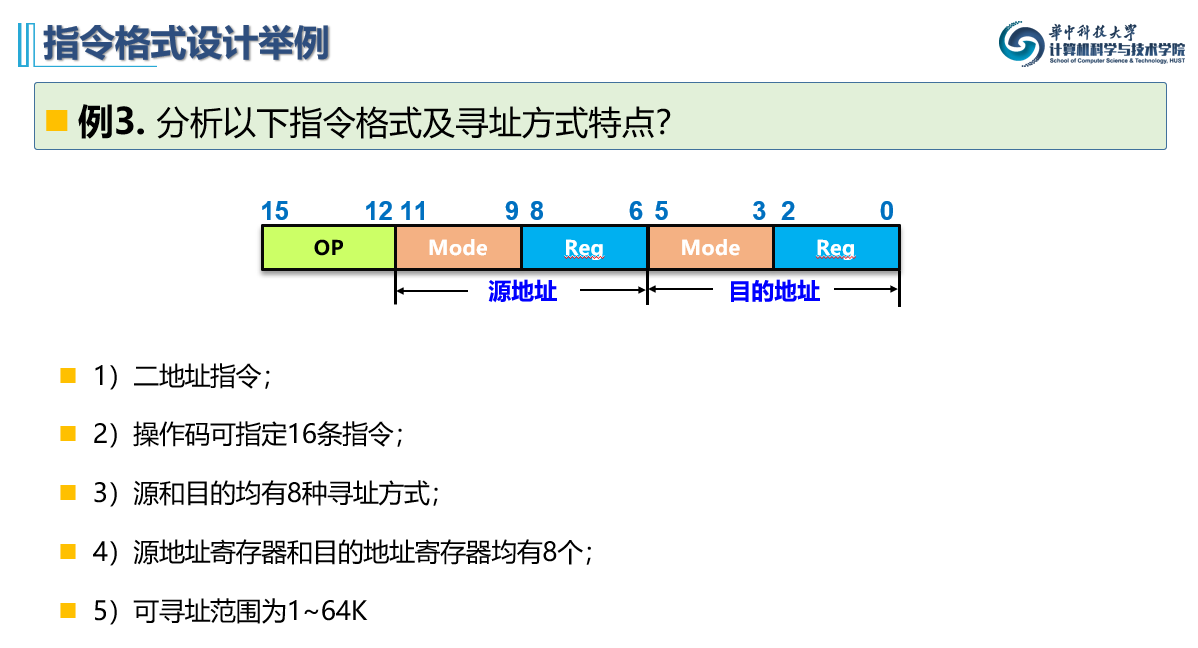 指令格式设计举例
華中科技大学
计算机科学与技术学院
School of Computer Science & Technology, HUST
例3. 分析以下指令格式及寻址方式特点?
15 12 11 9 8 6 5 3 2 0
OP Mode Reg Mode Reg
源地址 目的地址
1）二地址指令；
2）操作码可指定16条指令；
3）源和目的均有8种寻址方式；
4）源地址寄存器和目的地址寄存器均有8个；
5）可寻址范围为1~64K